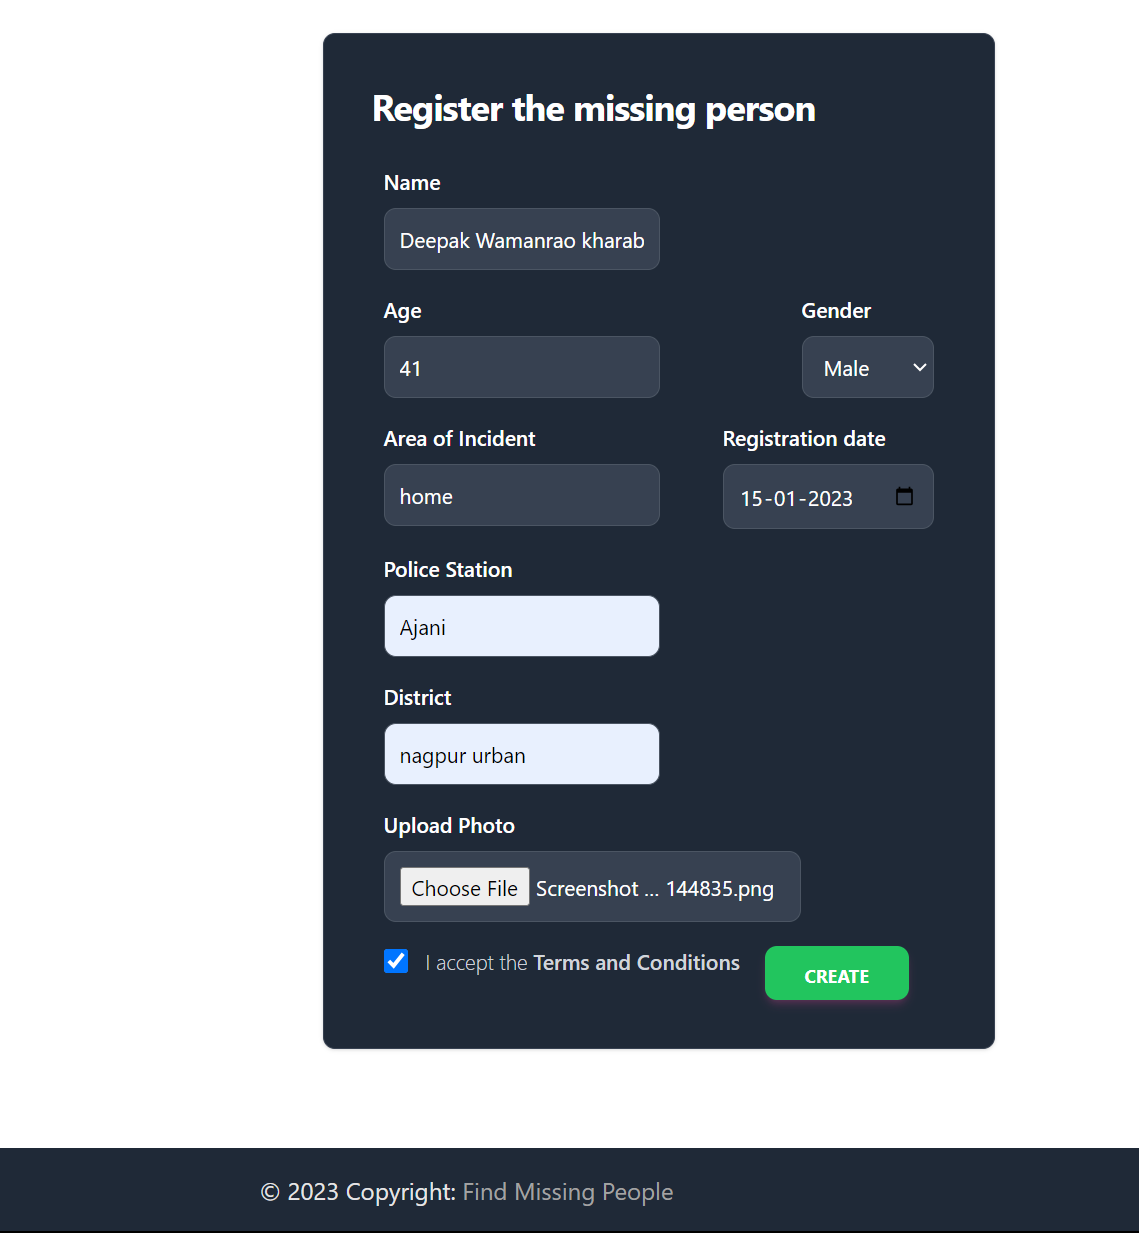 Register the missing person
Name
Deepak Wamanrao kharab
Age
Gender
41
Male
Area of Incident
Registration date
home
15-01-2023
Police Station
Ajani
District
nagpur urban
Upload Photo
Choose File Screenshot ... 144835.png
I accept the Terms and Conditions
CREATE
© 2023 Copyright: Find Missing People